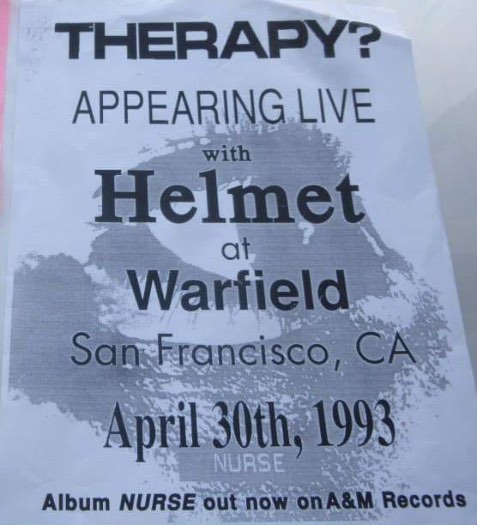 THERAPY?
APPEARING LIVE
with
Helmet
?
at
Warfield
San Francisco, CA
April 30th, 1993
NURSE
Album NURSE out now on A&M Records